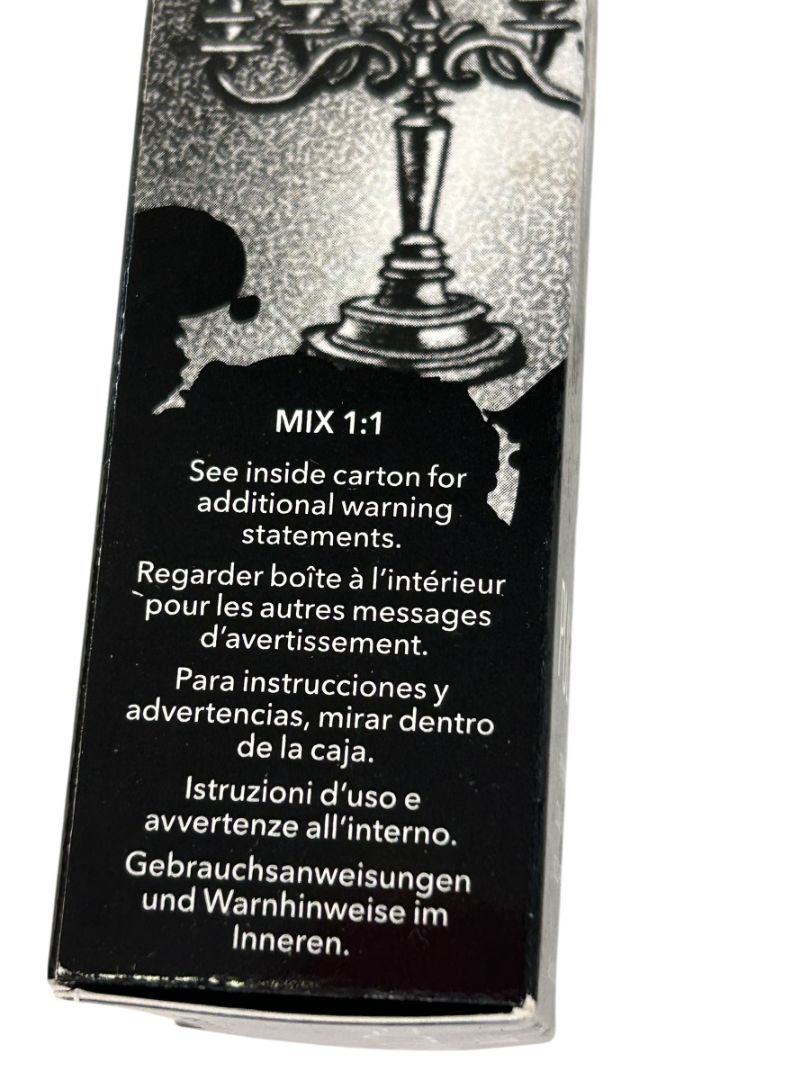 MIX 1:1
See inside carton for
additional warning
statements.
Regarder boîte à l'intérieur
`pour les autres messages
d'avertissement.
Para instrucciones y
advertencias, mirar dentro
de la caja.
Istruzioni d'uso e
avvertenze all'interno.
Gebrauchsanweisungen
und Warnhinweise im
Inneren.